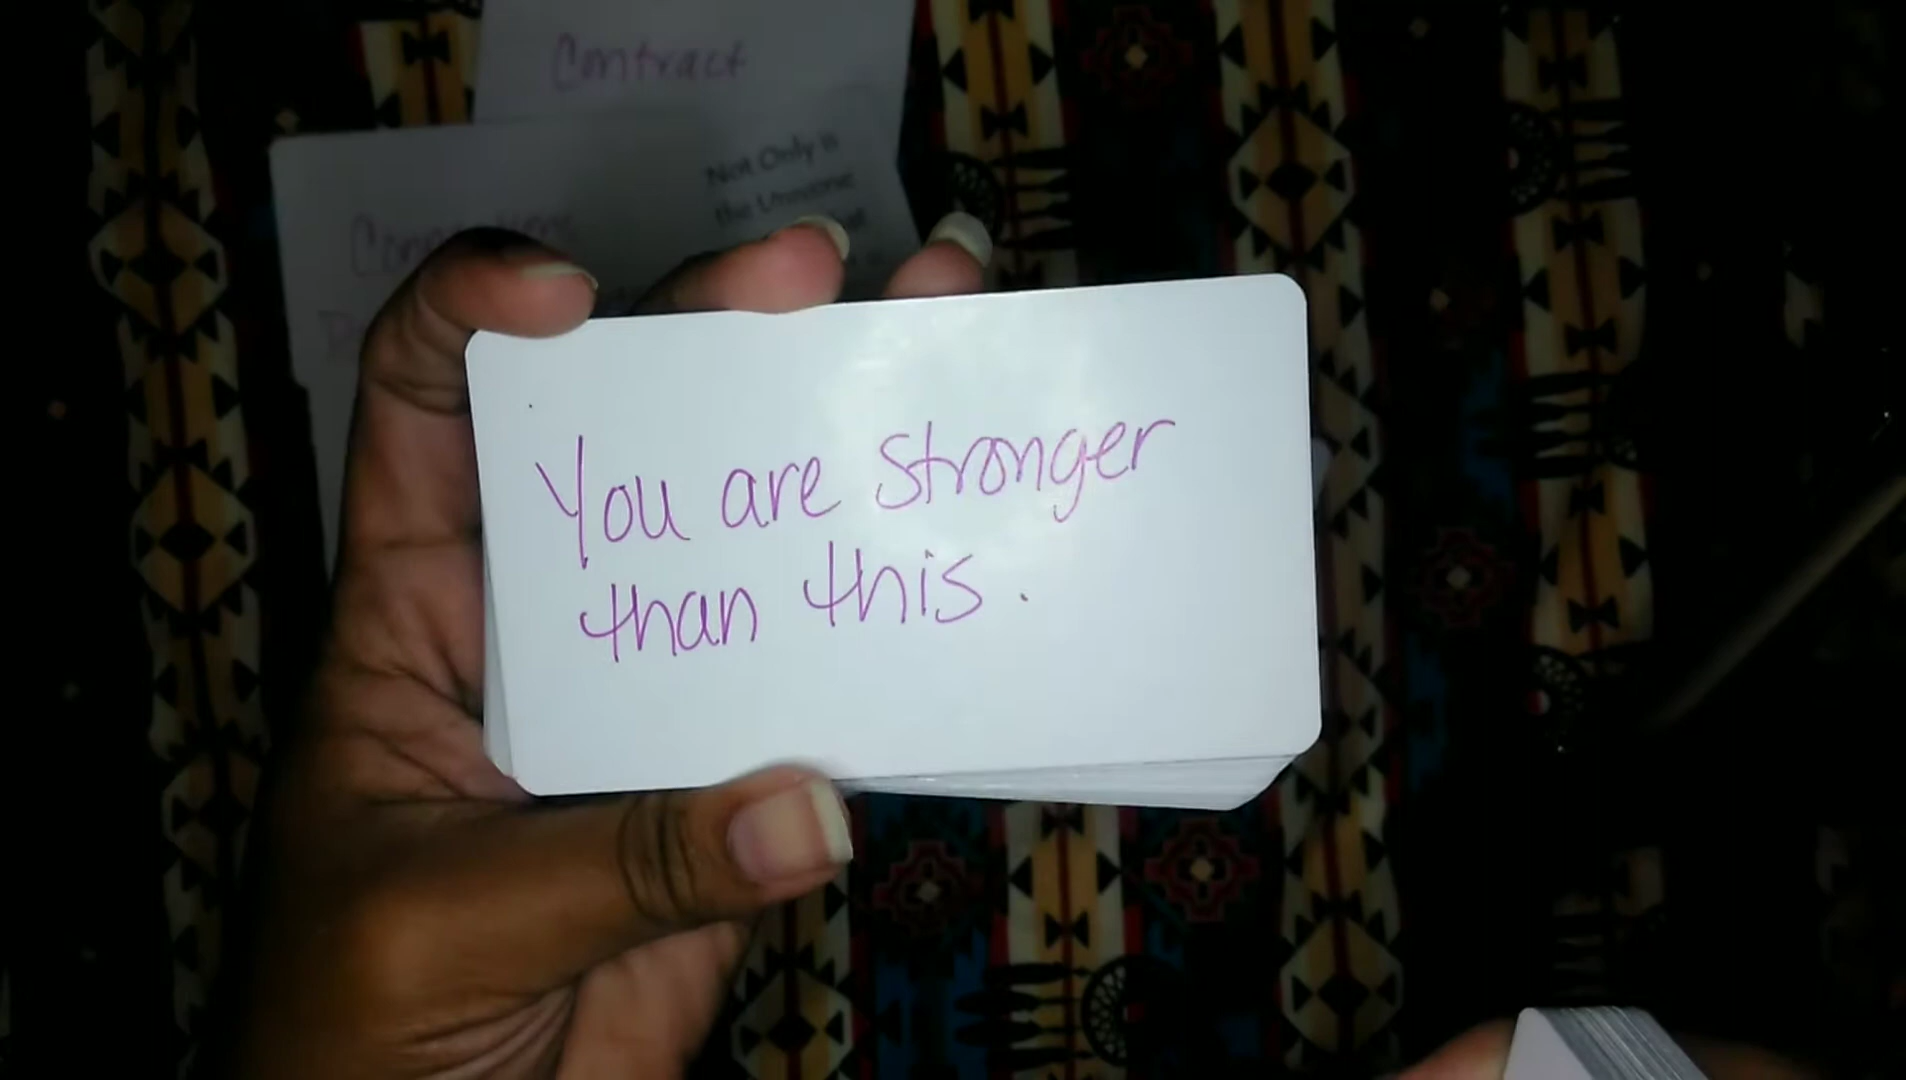 Contract
Not Only is
the Universe
You are stronger
than this.